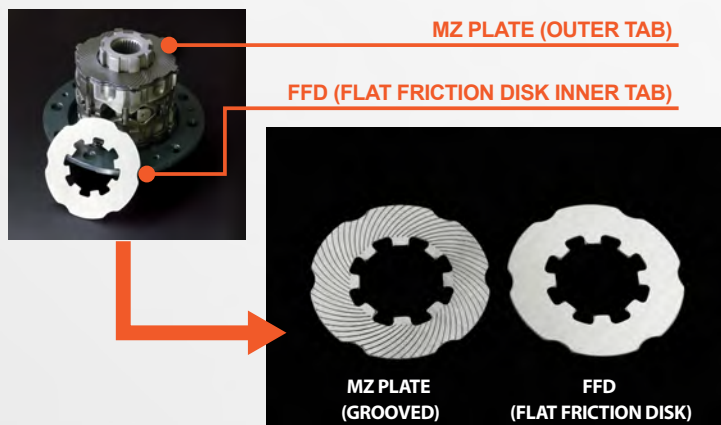 MZ PLATE (OUTER TAB)
FFD (FLAT FRICTION DISK INNER TAB)
MZ PLATE
(GROOVED)
FFD
(FLAT FRICTION DISK)